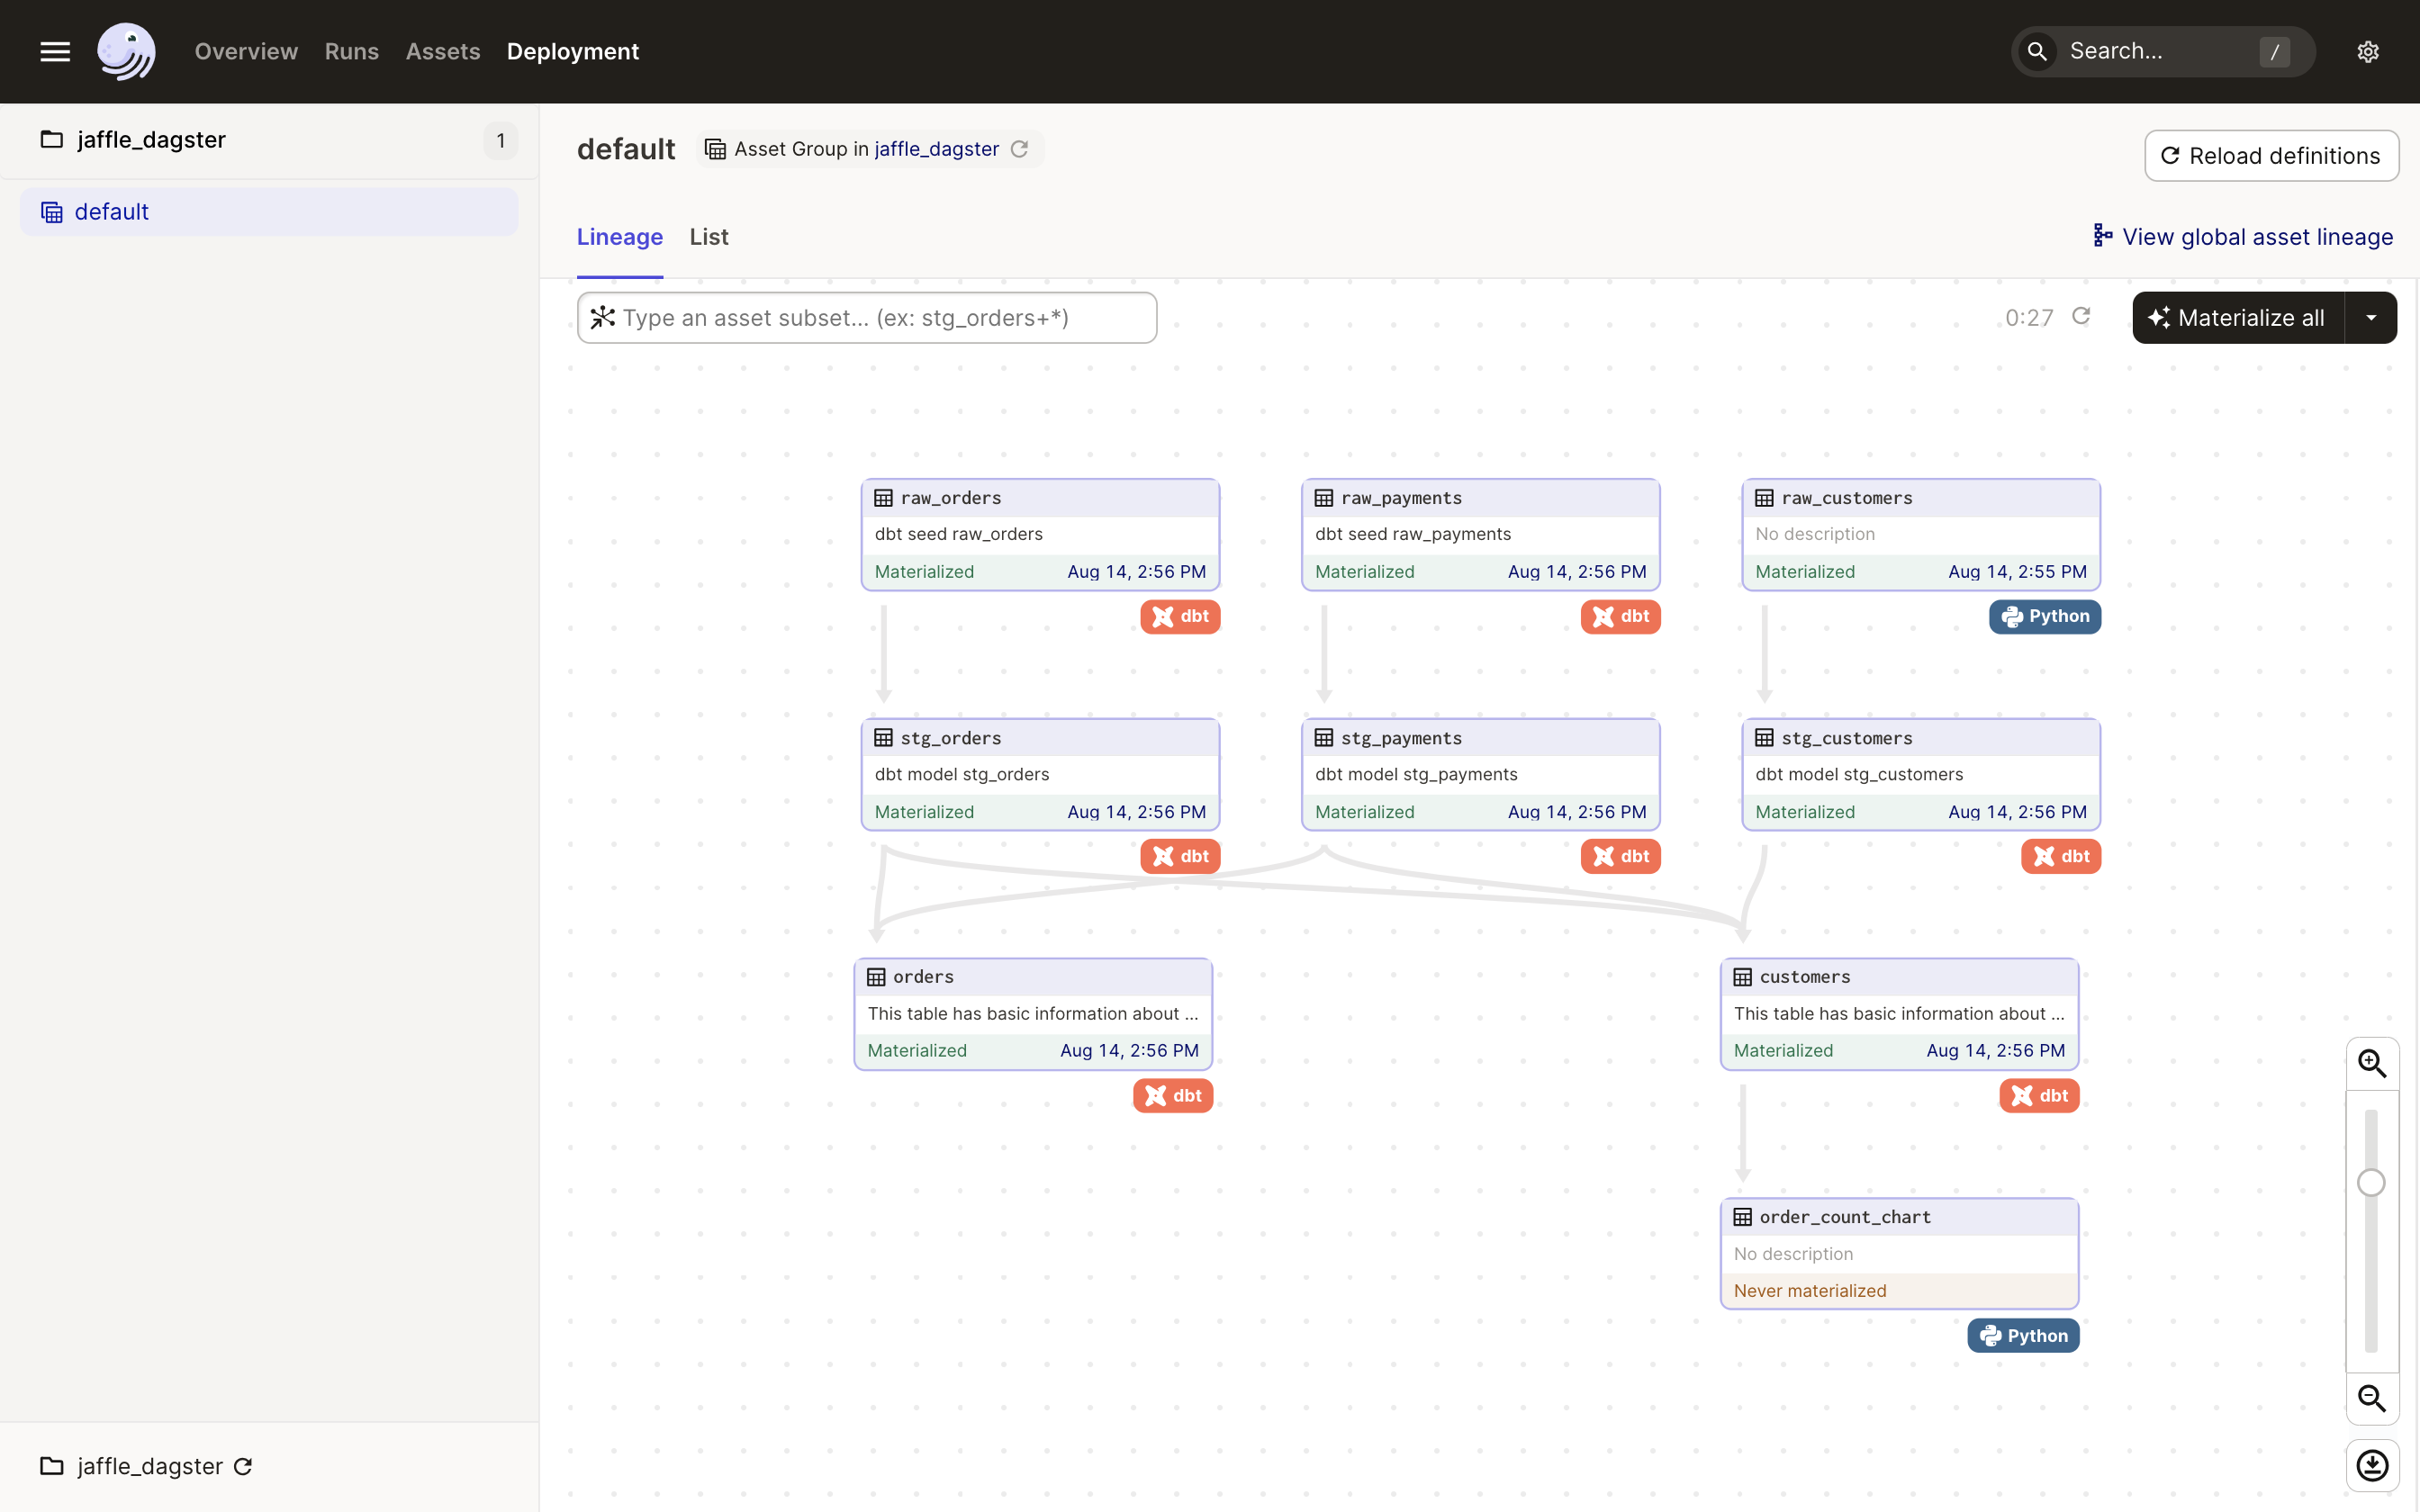 Overview Runs Assets Deployment Search... /
jaffle_dagster 1
default
default Asset Group in jaffle_dagster
Reload definitions
Lineage List
View global asset lineage
Type an asset subset... (ex: stg_orders+*)
0:27
Materialize all
raw_orders
dbt seed raw_orders
Materialized Aug 14, 2:56 PM
dbt
raw_payments
dbt seed raw_payments
Materialized Aug 14, 2:56 PM
dbt
raw_customers
No description
Materialized Aug 14, 2:55 PM
Python
stg_orders
dbt model stg_orders
Materialized Aug 14, 2:56 PM
dbt
stg_payments
dbt model stg_payments
Materialized Aug 14, 2:56 PM
dbt
stg_customers
dbt model stg_customers
Materialized Aug 14, 2:56 PM
dbt
orders
This table has basic information about ...
Materialized Aug 14, 2:56 PM
dbt
customers
This table has basic information about ...
Materialized Aug 14, 2:56 PM
dbt
order_count_chart
No description
Never materialized
Python
jaffle_dagster